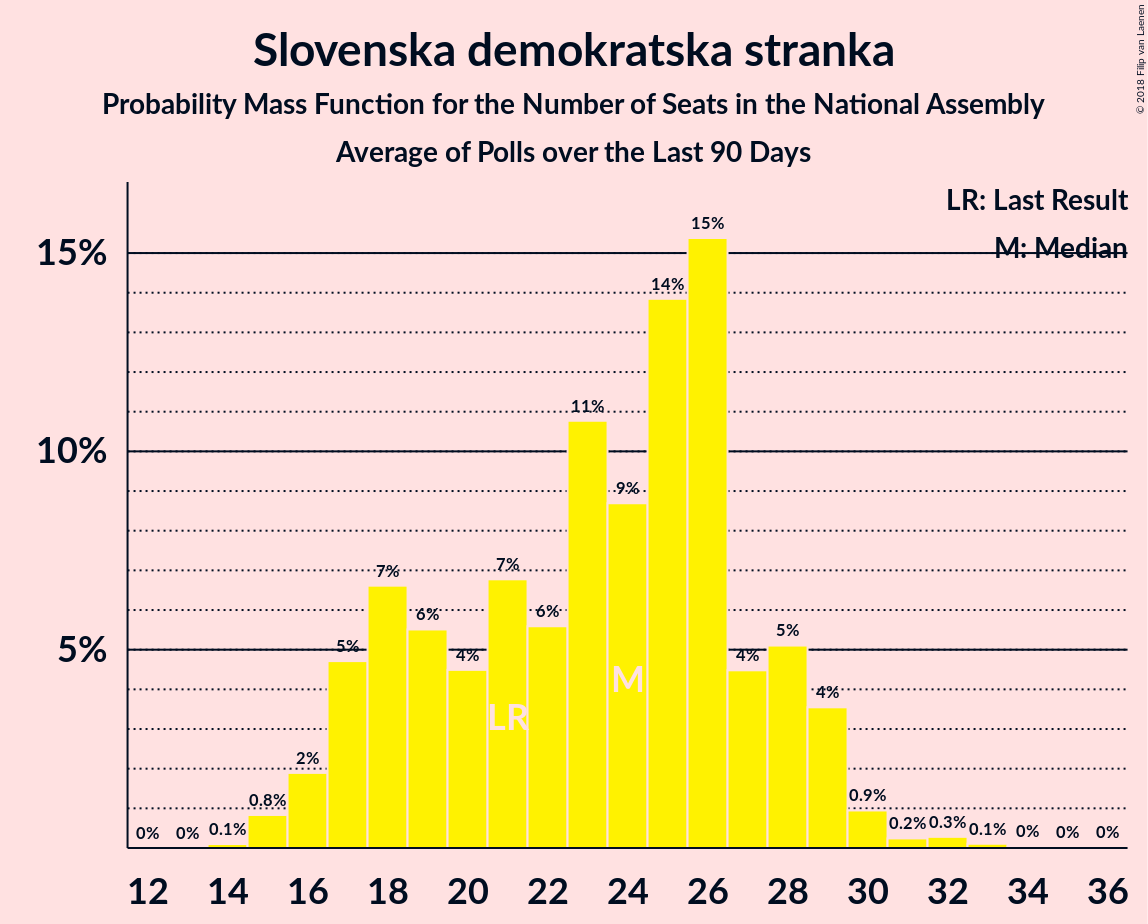 Slovenska demokratska stranka
Probability Mass Function for the Number of Seats in the National Assembly
Average of Polls over the Last 90 Days
© 2018 Filip van Laenen
LR: Last Result
M: Median
15%
10%
5%
0% 0% 0.1% 0.8% 2% 5% 7% 6% 4% 7% 6% 11% 9% 14% 15% 4% 5% 4% 0.9% 0.2% 0.3% 0.1% 0% 0% 0%
LR
M
12 14 16 18 20 22 24 26 28 30 32 34 36